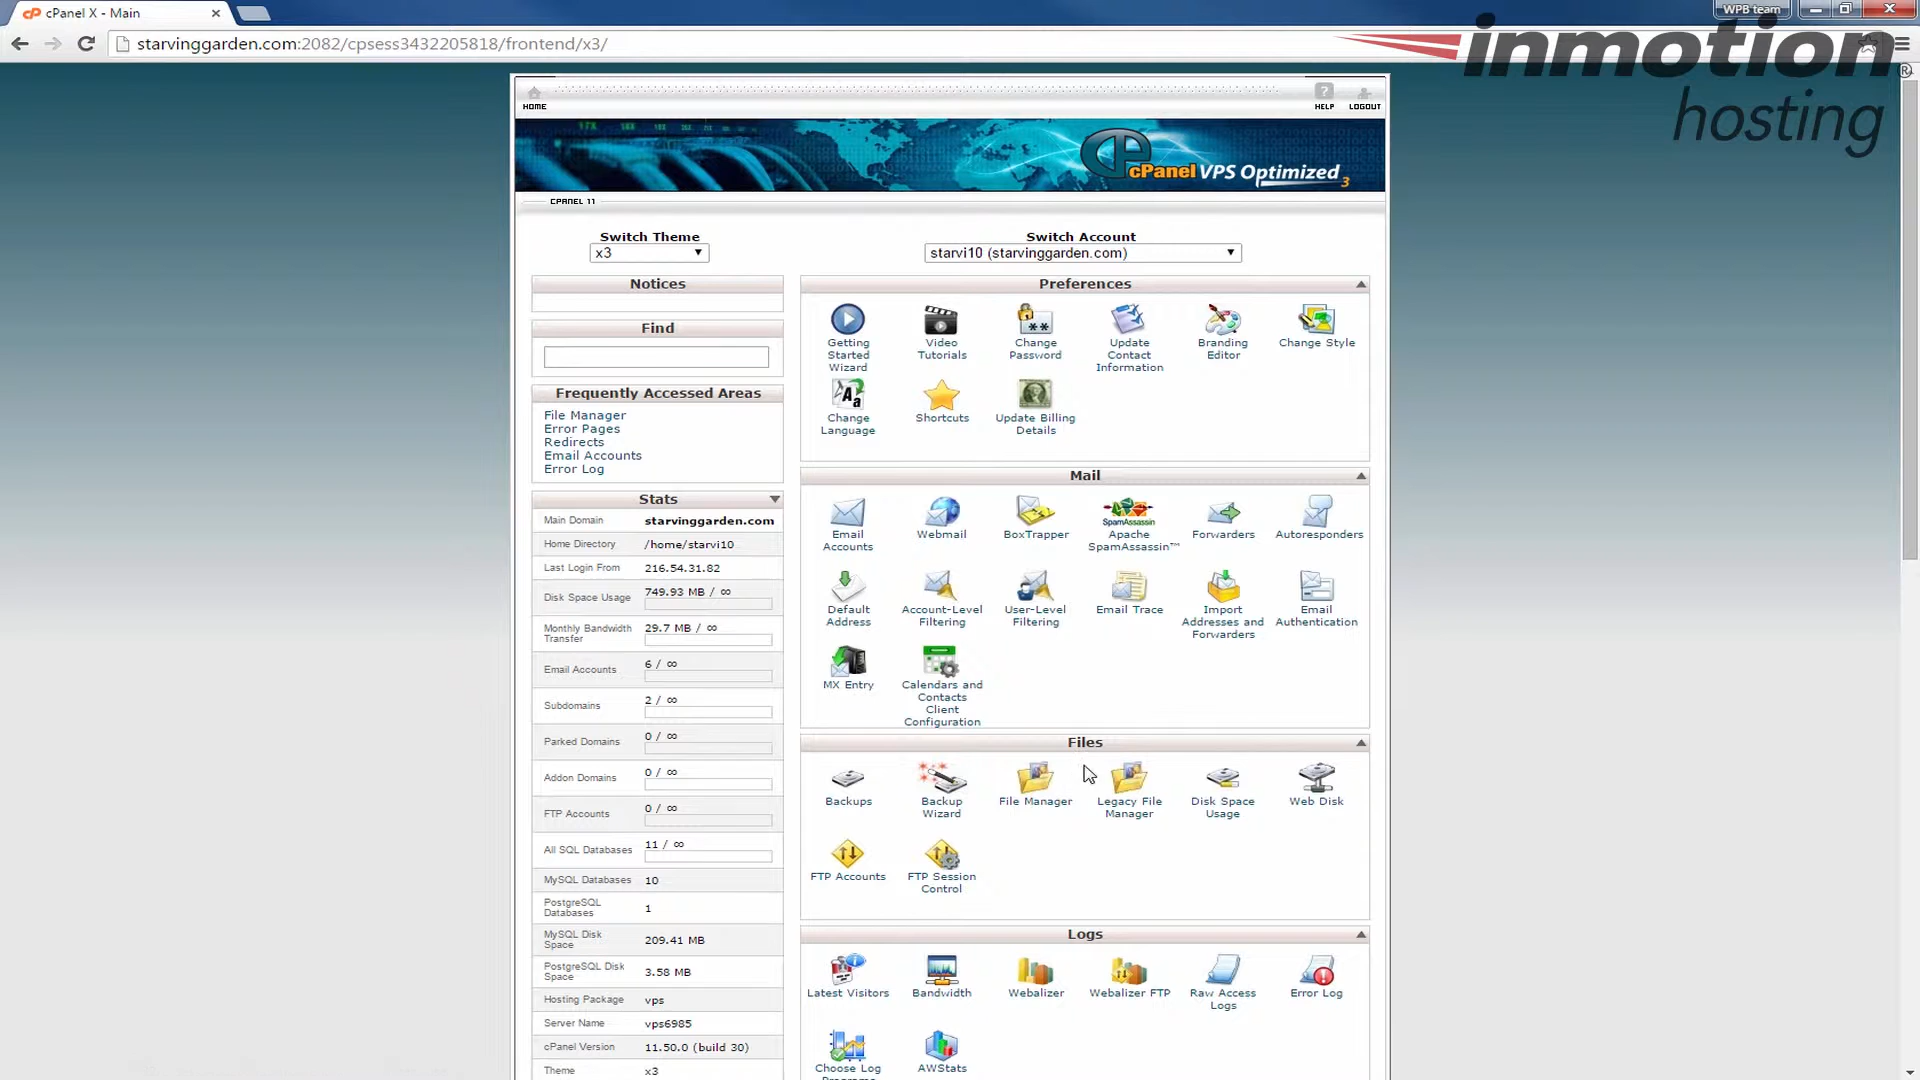 cPanel X - Main
WPB team
starvinggarden.com:2082/cpsess3432205818/frontend/x3/
inmotion
®
hosting
HOME
HELP
LOGOUT
cPanel VPS Optimized 3
CPANEL 11
Switch Theme
x3
Switch Account
starvi10 (starvinggarden.com)
Notices
Find
Frequently Accessed Areas
File Manager
Error Pages
Redirects
Email Accounts
Error Log
Stats
Main Domain starvinggarden.com
Home Directory /home/starvi10
Last Login From 216.54.31.82
Disk Space Usage 749.93 MB / ∞
Monthly Bandwidth
Transfer
29.7 MB / ∞
Email Accounts 6 / ∞
Subdomains 2 / ∞
Parked Domains 0 / ∞
Addon Domains 0 / ∞
FTP Accounts 0 / ∞
All SQL Databases 11 / ∞
MySQL Databases 10
PostgreSQL
Databases
1
MySQL Disk
Space
209.41 MB
PostgreSQL Disk
Space
3.58 MB
Hosting Package vps
Server Name vps6985
cPanel Version 11.50.0 (build 30)
Theme x3
Preferences
Getting
Started
Wizard
Video
Tutorials
Change
Password
Update
Contact
Information
Branding
Editor
Change Style
Change
Language
Shortcuts
Update Billing
Details
Mail
Email
Accounts
Webmail
BoxTrapper
SpamAssassin
Apache
SpamAssassin™
Forwarders
Autoresponders
Default
Address
Account-Level
Filtering
User-Level
Filtering
Email Trace
Import
Addresses and
Forwarders
Email
Authentication
MX Entry
Calendars and
Contacts
Client
Configuration
Files
Backups
Backup
Wizard
File Manager
Legacy File
Manager
Disk Space
Usage
Web Disk
FTP Accounts
FTP Session
Control
Logs
Latest Visitors
Bandwidth
Webalizer
Webalizer FTP
Raw Access
Logs
Error Log
Choose Log
Programs
AWStats